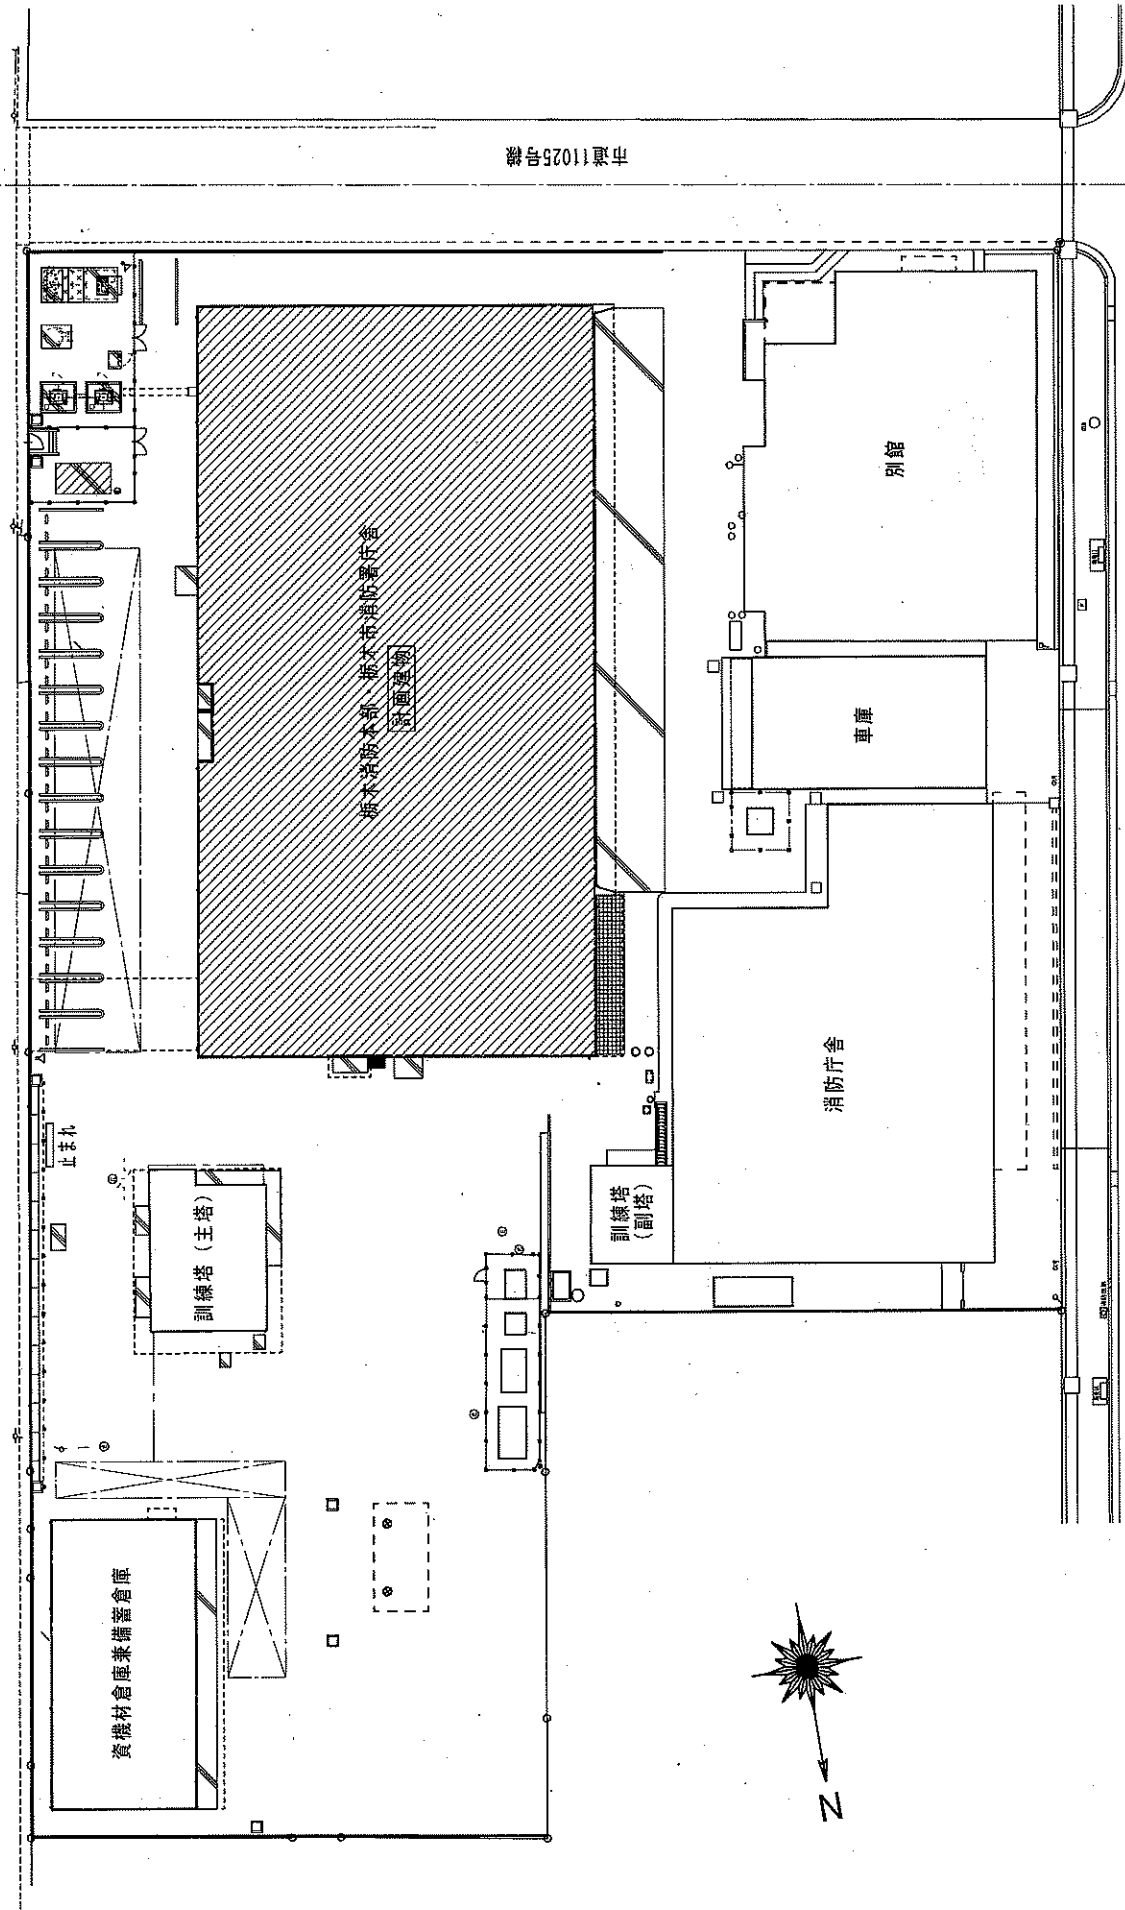 市道11025号線
別館
栃木消防本部・栃木市消防署庁舎
計画建物
車庫
消防庁舎
止まれ
訓練塔（主塔）
訓練塔
（副塔）
資機材倉庫兼備蓄倉庫
N